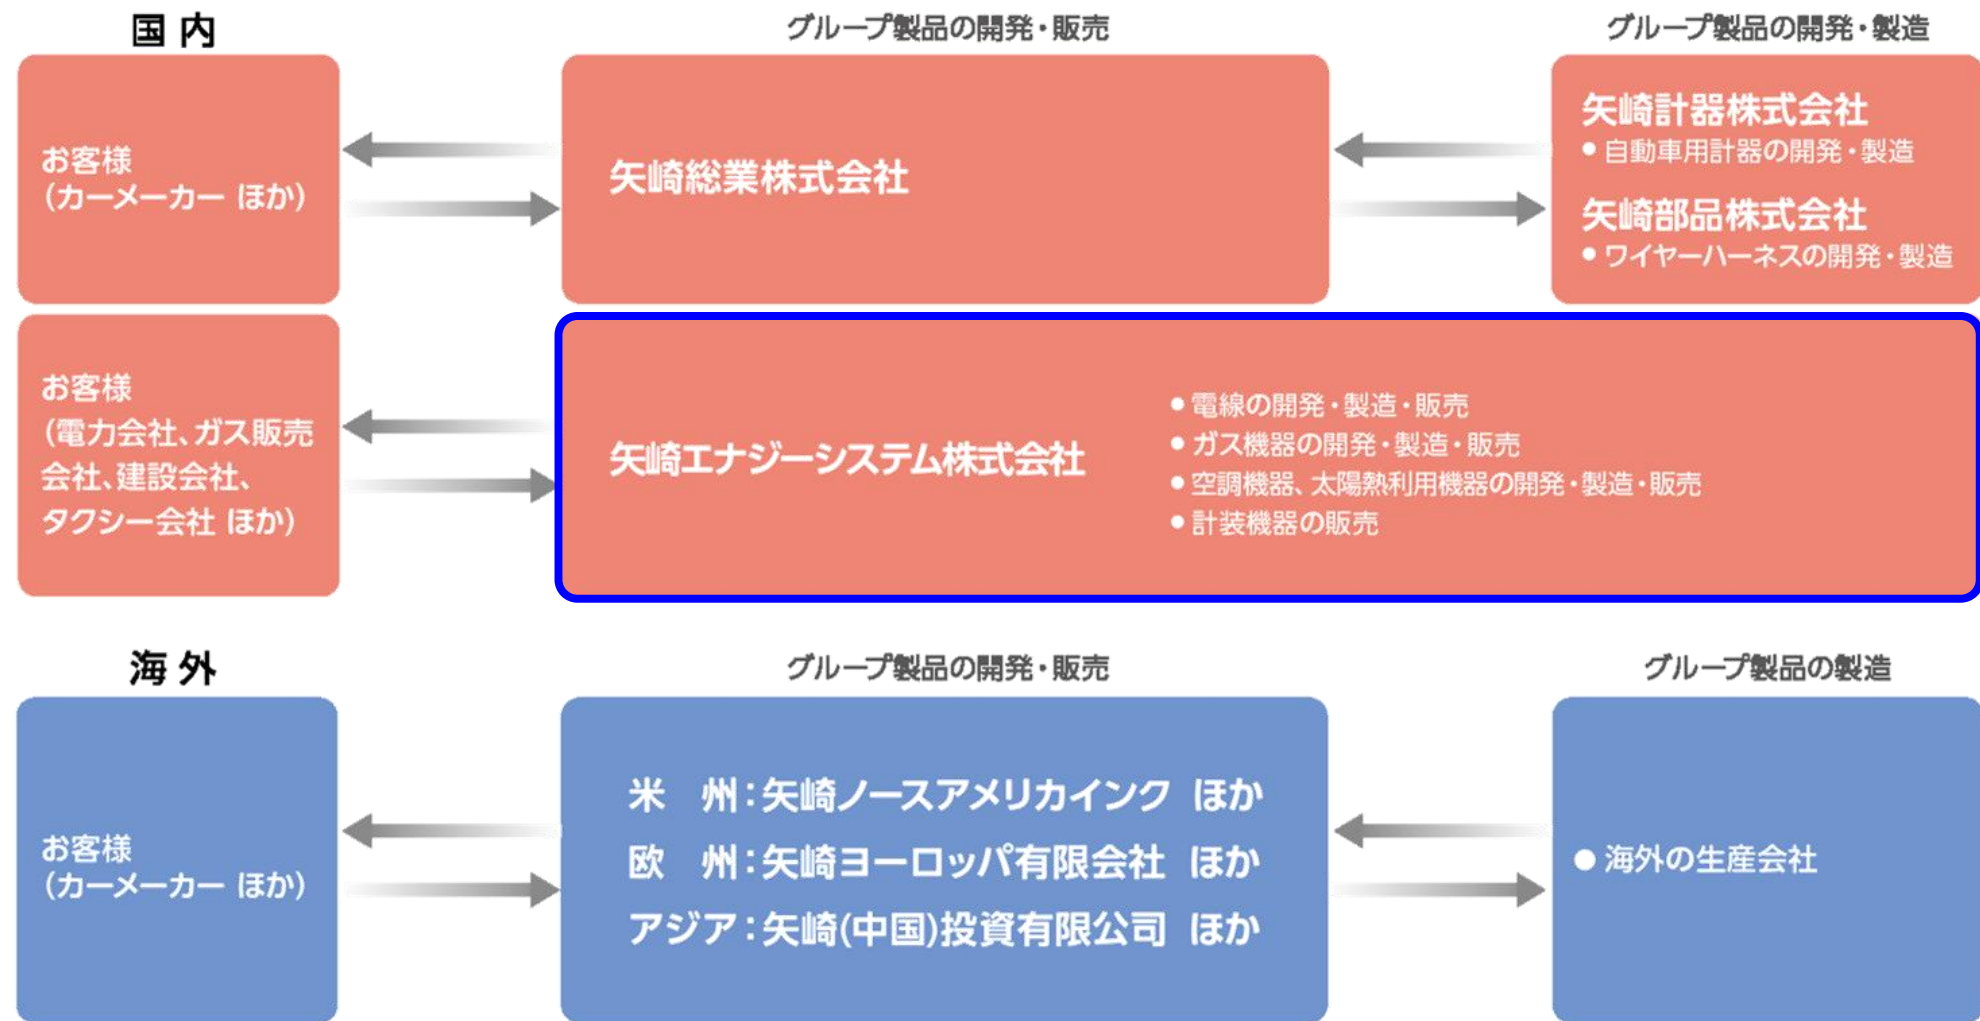 国内
グループ製品の開発・販売
グループ製品の開発・製造
お客様
(カーメーカー ほか)
矢崎総業株式会社
矢崎計器株式会社
● 自動車用計器の開発・製造
矢崎部品株式会社
● ワイヤーハーネスの開発・製造
お客様
(電力会社、ガス販売
会社、建設会社、
タクシー会社 ほか)
矢崎エナジーシステム株式会社
● 電線の開発・製造・販売
● ガス機器の開発・製造・販売
● 空調機器、太陽熱利用機器の開発・製造・販売
● 計装機器の販売
海外
グループ製品の開発・販売
グループ製品の製造
お客様
(カーメーカー ほか)
米　州：矢崎ノースアメリカインク ほか
欧　州：矢崎ヨーロッパ有限会社 ほか
アジア：矢崎(中国)投資有限公司 ほか
● 海外の生産会社